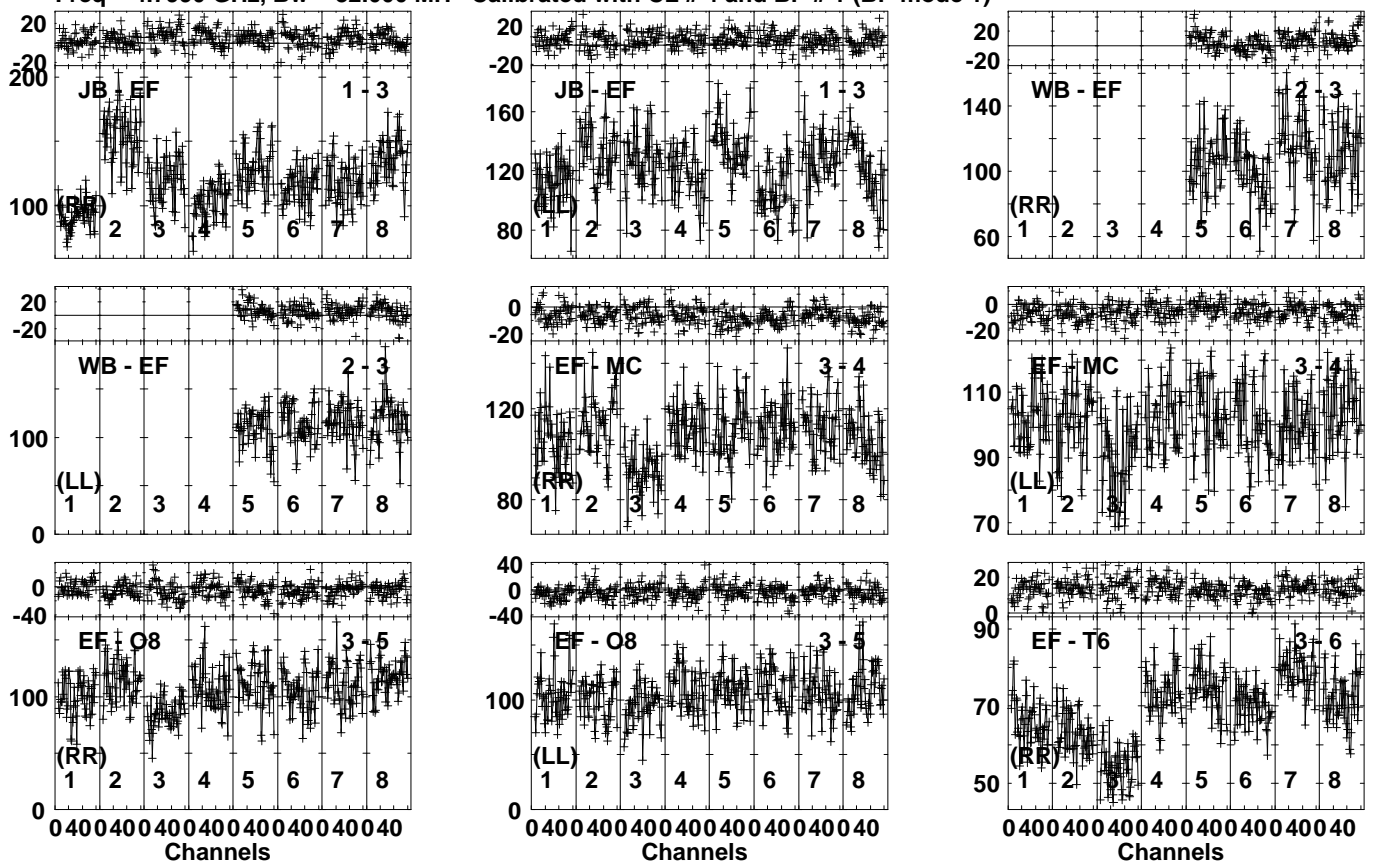 20 20 20
-20 -20 -20
200 JB - EF 1 - 3 160 JB - EF 1 - 3 140 WB - EF 2 - 3
120 100
100 (RR) (LL) (RR)
80 60
1 2 3 4 5 6 7 8 1 2 3 4 5 6 7 8 1 2 3 4 5 6 7 8
20 0 0
-20 -20 -20
WB - EF 2 - 3 EF - MC 3 - 4 EF - MC 3 - 4
100 120 110
90
(LL) (RR) (LL)
80
1 2 3 4 5 6 7 8 1 2 3 4 5 6 7 8 1 2 3 4 5 6 7 8
0 70
0 40 20
-40 0 0
-40
90
EF - O8 3 - 5 EF - O8 3 - 5 EF - T6 3 - 6
100 100 70
(RR) (LL) (RR)
1 2 3 4 5 6 7 8 1 2 3 4 5 6 7 8 1 2 3 4 5 6 7 8
50
0 0
0 40 0 40 0 40 0 40 0 40 0 40 0 40 0 40 0 40 0 40 0 40 0 40 0 40 0 40 0 40 0 40 0 40 0 40 0 40 0 40 0 40 0 40 0 40 0 40
Channels Channels Channels